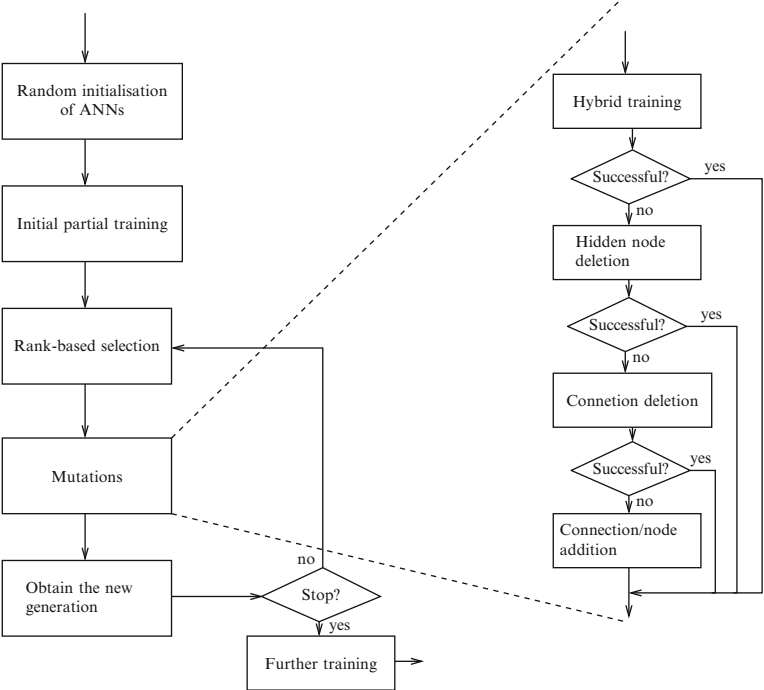 Random initialisation
of ANNs
Initial partial training
Rank-based selection
Mutations
Obtain the new
generation
no
Stop?
yes
Further training
Hybrid training
Successful?
yes
no
Hidden node
deletion
Successful?
yes
no
Connetion deletion
Successful?
yes
no
Connection/node
addition